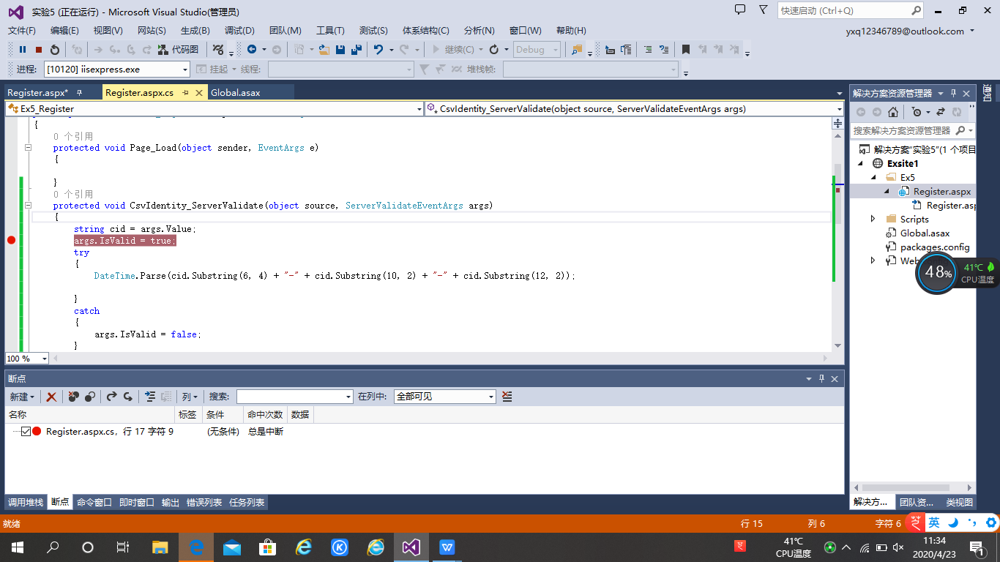 实验5 (正在运行) - Microsoft Visual Studio(管理员)
快速启动 (Ctrl+Q)
文件(F) 编辑(E) 视图(V) 网站(S) 生成(B) 调试(D) 团队(M) 工具(T) 测试(S) 体系结构(C) 分析(N) 窗口(W) 帮助(H)
yxq12346789@outlook.com
代码图 继续(C) Debug
进程: [10120] iisexpress.exe 挂起 线程: 堆栈帧:
Register.aspx* Register.aspx.cs Global.asax
Ex5_Register CsvIdentity_ServerValidate(object source, ServerValidateEventArgs args)
{
0 个引用
protected void Page_Load(object sender, EventArgs e)
{
}
0 个引用
protected void CsvIdentity_ServerValidate(object source, ServerValidateEventArgs args)
{
string cid = args.Value;
args.IsValid = true;
try
{
DateTime.Parse(cid.Substring(6, 4) + "-" + cid.Substring(10, 2) + "-" + cid.Substring(12, 2));
}
catch
{
args.IsValid = false;
}
100 %
解决方案资源管理器
通知
搜索解决方案资源管理器
解决方案"实验5"(1 个项目
Exsite1
Ex5
Register.aspx
Register.asp
Scripts
Global.asax
packages.config
Web
48%
41℃
CPU温度
断点
新建 列 搜索: 在列中: 全部可见
名称 标签 条件 命中次数 数据
Register.aspx.cs, 行 17 字符 9 (无条件) 总是中断
调用堆栈 断点 命令窗口 即时窗口 输出 错误列表 任务列表
解决方... 团队资... 类视图
就绪 行 15 列 6 字符 6
英
41℃
CPU温度
11:34
2020/4/23
1